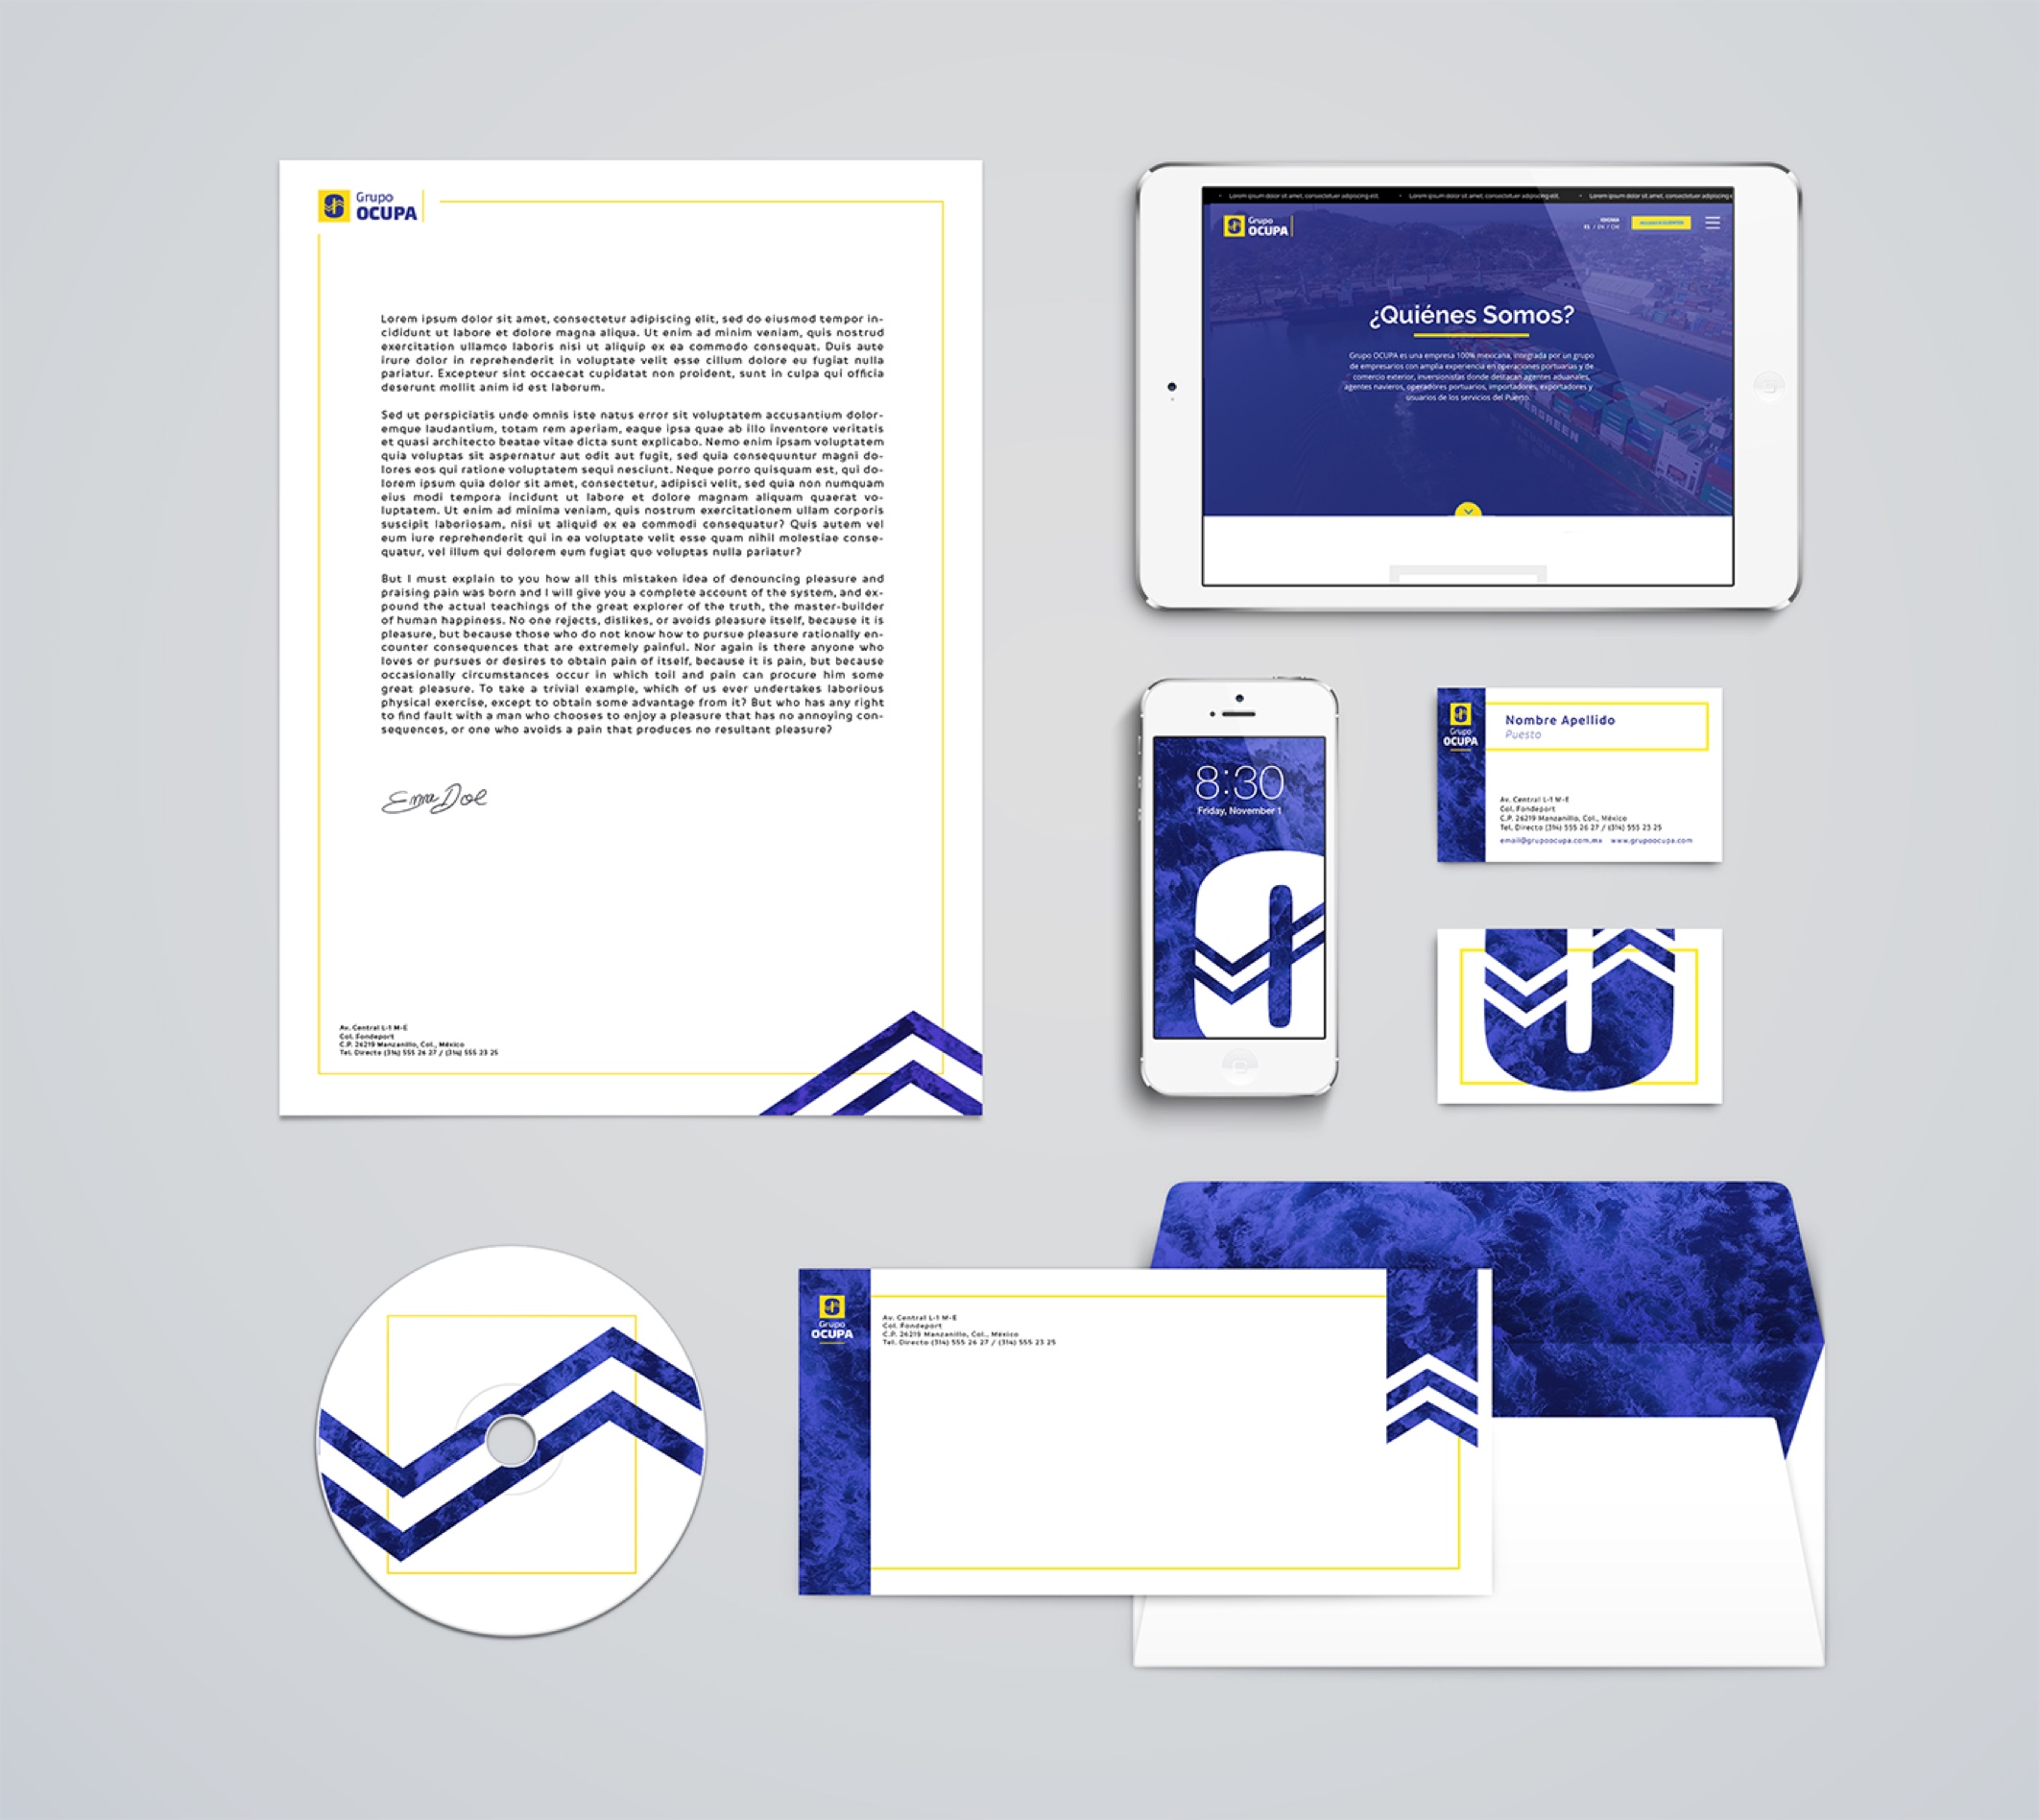 Grupo
OCUPA
Lorem ipsum dolor sit amet, consectetur adipiscing elit, sed do eiusmod tempor in-
cididunt ut labore et dolore magna aliqua. Ut enim ad minim veniam, quis nostrud
exercitation ullamco laboris nisi ut aliquip ex ea commodo consequat. Duis aute
irure dolor in reprehenderit in voluptate velit esse cillum dolore eu fugiat nulla
pariatur. Excepteur sint occaecat cupidatat non proident, sunt in culpa qui officia
deserunt mollit anim id est laborum.
Sed ut perspiciatis unde omnis iste natus error sit voluptatem accusantium dolor-
emque laudantium, totam rem aperiam, eaque ipsa quae ab illo inventore veritatis
et quasi architecto beatae vitae dicta sunt explicabo. Nemo enim ipsam voluptatem
quia voluptas sit aspernatur aut odit aut fugit, sed quia consequuntur magni do-
lores eos qui ratione voluptatem sequi nesciunt. Neque porro quisquam est, qui do-
lorem ipsum quia dolor sit amet, consectetur, adipisci velit, sed quia non numquam
eius modi tempora incidunt ut labore et dolore magnam aliquam quaerat vo-
luptatem. Ut enim ad minima veniam, quis nostrum exercitationem ullam corporis
suscipit laboriosam, nisi ut aliquid ex ea commodi consequatur? Quis autem vel
eum iure reprehenderit qui in ea voluptate velit esse quam nihil molestiae conse-
quatur, vel illum qui dolorem eum fugiat quo voluptas nulla pariatur?
But I must explain to you how all this mistaken idea of denouncing pleasure and
praising pain was born and I will give you a complete account of the system, and ex-
pound the actual teachings of the great explorer of the truth, the master-builder
of human happiness. No one rejects, dislikes, or avoids pleasure itself, because it is
pleasure, but because those who do not know how to pursue pleasure rationally en-
counter consequences that are extremely painful. Nor again is there anyone who
loves or pursues or desires to obtain pain of itself, because it is pain, but because
occasionally circumstances occur in which toil and pain can procure him some
great pleasure. To take a trivial example, which of us ever undertakes laborious
physical exercise, except to obtain some advantage from it? But who has any right
to find fault with a man who chooses to enjoy a pleasure that has no annoying con-
sequences, or one who avoids a pain that produces no resultant pleasure?
Av. Central L-1 M-E
Col. Fondeport
C.P. 26219 Manzanillo, Col., México
Tel. Directo (314) 555 26 27 / (314) 555 23 25
Lorem ipsum dolor sit amet, consectetuer adipiscing elit. • Lorem ipsum dolor sit amet, consectetuer adipiscing elit. • Lorem ipsum dolor sit amet, consectetuer adipiscing e
Grupo
OCUPA
IDIOMA
ES / EN / CH
¿Quiénes Somos?
Grupo OCUPA es una empresa 100% mexicana, integrada por un grupo
de empresarios con amplia experiencia en operaciones portuarias y de
comercio exterior, inversionistas donde destacan agentes aduanales,
agentes navieros, operadores portuarios, importadores, exportadores y
usuarios de los servicios del Puerto.
EVERGREEN
8:30
Friday, November 1
Grupo
OCUPA
Nombre Apellido
Puesto
Av. Central L-1 M-E
Col. Fondeport
C.P. 26219 Manzanillo, Col., México
Tel. Directo (314) 555 26 27 / (314) 555 23 25
email@grupoocupa.com.mx www.grupoocupa.com
Grupo
OCUPA
Av. Central L-1 M-E
Col. Fondeport
C.P. 26219 Manzanillo, Col., México
Tel. Directo (314) 555 26 27 / (314) 555 23 25